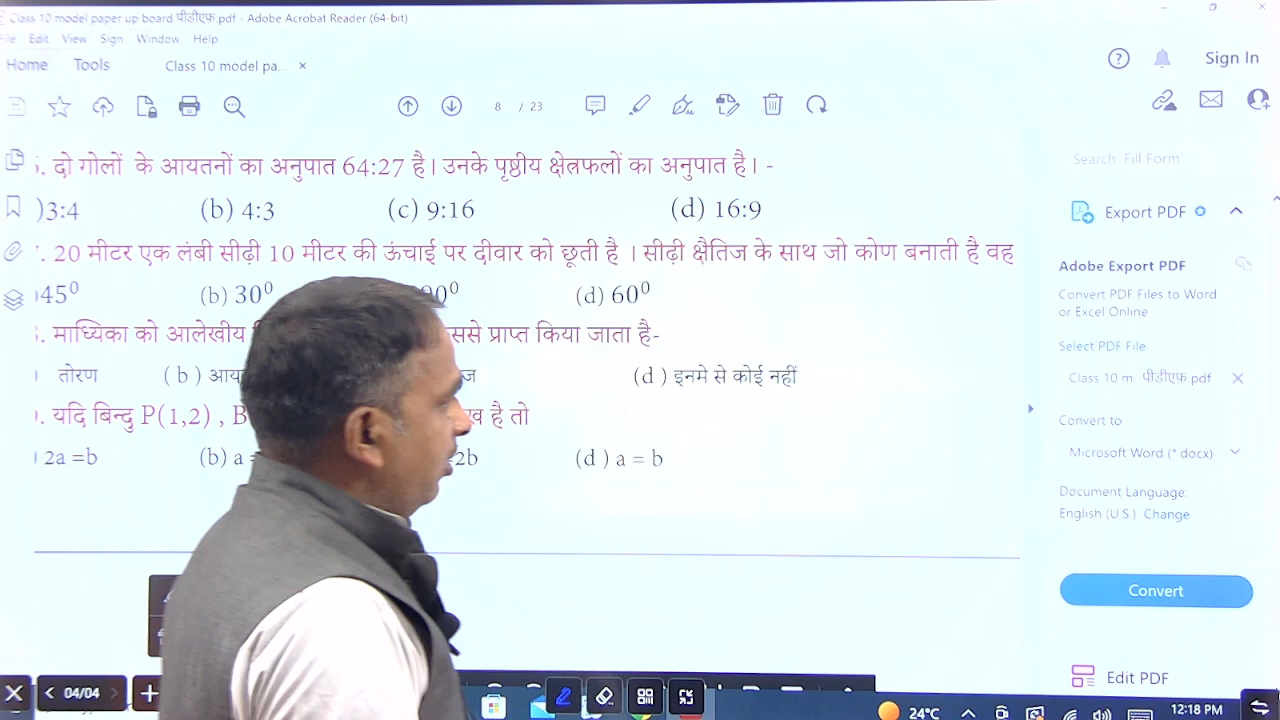 Class 10 model paper up board पीडीएफ.pdf - Adobe Acrobat Reader (64-bit)
File Edit View Sign Window Help
Home Tools Class 10 model pa.. ×
8 / 23
Sign In
. दो गोलों के आयतनों का अनुपात 64:27 है। उनके पृष्ठीय क्षेत्रफलों का अनुपात है। -
)3:4 (b) 4:3 (c) 9:16 (d) 16:9
. 20 मीटर एक लंबी सीढ़ी 10 मीटर की ऊंचाई पर दीवार को छूती है । सीढ़ी क्षैतिज के साथ जो कोण बनाती है वह
)45⁰ (b) 30⁰ 0⁰ (d) 60⁰
. माध्यिका को आलेखीय ससे प्राप्त किया जाता है-
तोरण ( b ) आय ज (d ) इनमे से कोई नहीं
). यदि बिन्दु P(1,2) , B ख है तो
) 2a =b (b) a = 2b (d ) a = b
Search Fill Form
Export PDF
Adobe Export PDF
Convert PDF Files to Word
or Excel Online
Select PDF File
Class 10 m पीडीएफ pdf ×
Convert to
Microsoft Word (* docx)
Document Language:
English (U S ) Change
Convert
Edit PDF
04/04
24°C
12:18 PM